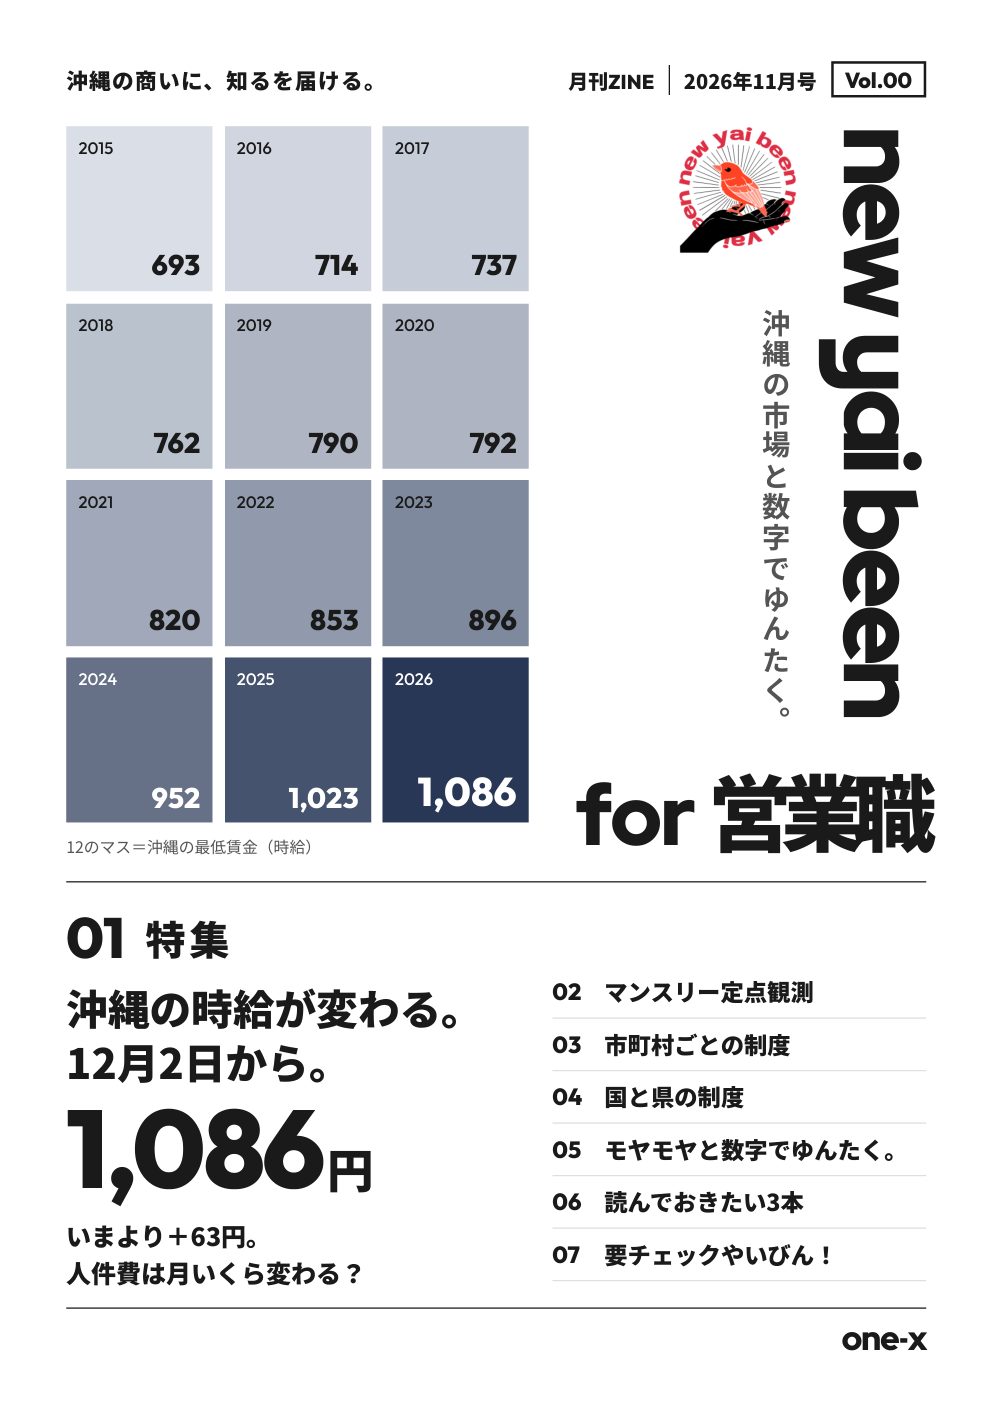 沖縄の商いに、知るを届ける。
月刊ZINE
2026年11月号
Vol.00
2015
693
2016
714
2017
737
2018
762
2019
790
2020
792
2021
820
2022
853
2023
896
2024
952
2025
1,023
2026
1,086
12のマス＝沖縄の最低賃金（時給）
new yai been new yai been
new yai been
沖縄の市場と数字でゆんたく。
for 営業職
01 特集
沖縄の時給が変わる。
12月2日から。
1,086円
いまより＋63円。
人件費は月いくら変わる？
02 マンスリー定点観測
03 市町村ごとの制度
04 国と県の制度
05 モヤモヤと数字でゆんたく。
06 読んでおきたい3本
07 要チェックやいびん！
one-x